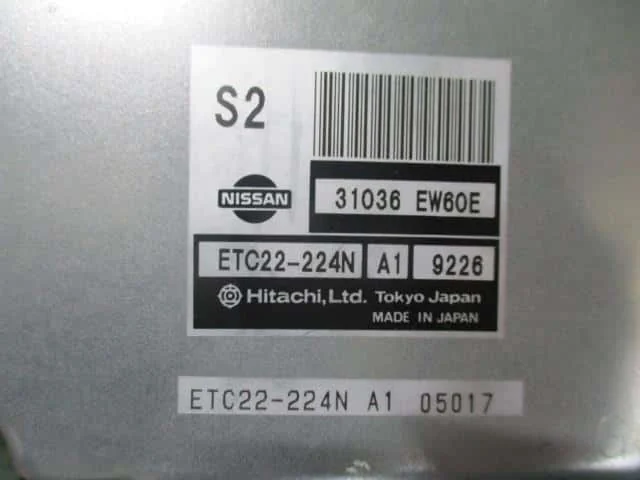 S2
NISSAN
31036 EW60E
ETC22-224N A1 9226
Hitachi, Ltd. Tokyo Japan
MADE IN JAPAN
ETC22-224N A1 05017